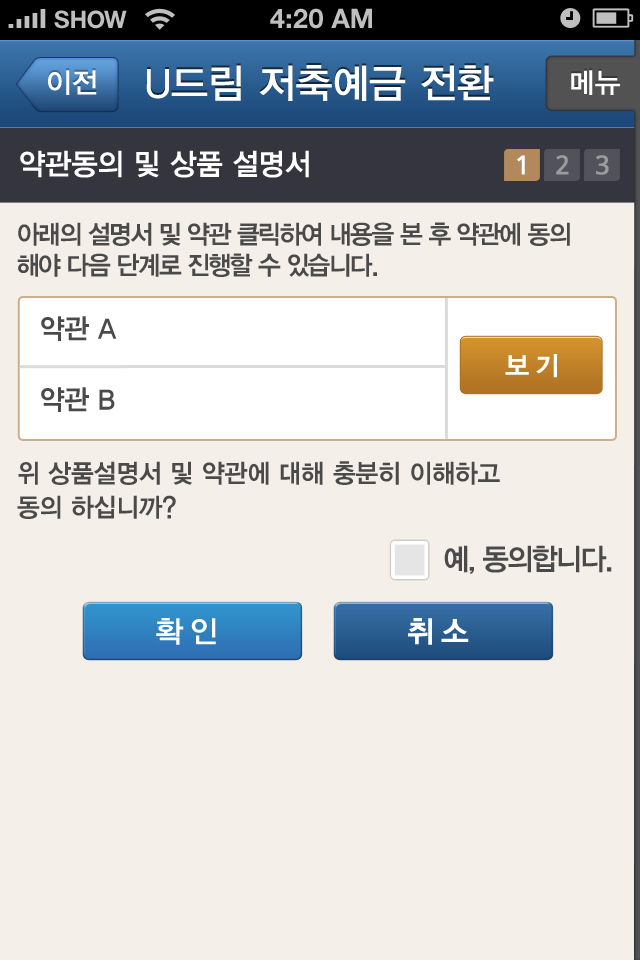 SHOW 4:20 AM
이전 U드림 저축예금 전환 메뉴
약관동의 및 상품 설명서 1 2 3
아래의 설명서 및 약관 클릭하여 내용을 본 후 약관에 동의
해야 다음 단계로 진행할 수 있습니다.
약관 A
보기
약관 B
위 상품설명서 및 약관에 대해 충분히 이해하고
동의 하십니까?
예, 동의합니다.
확인 취소